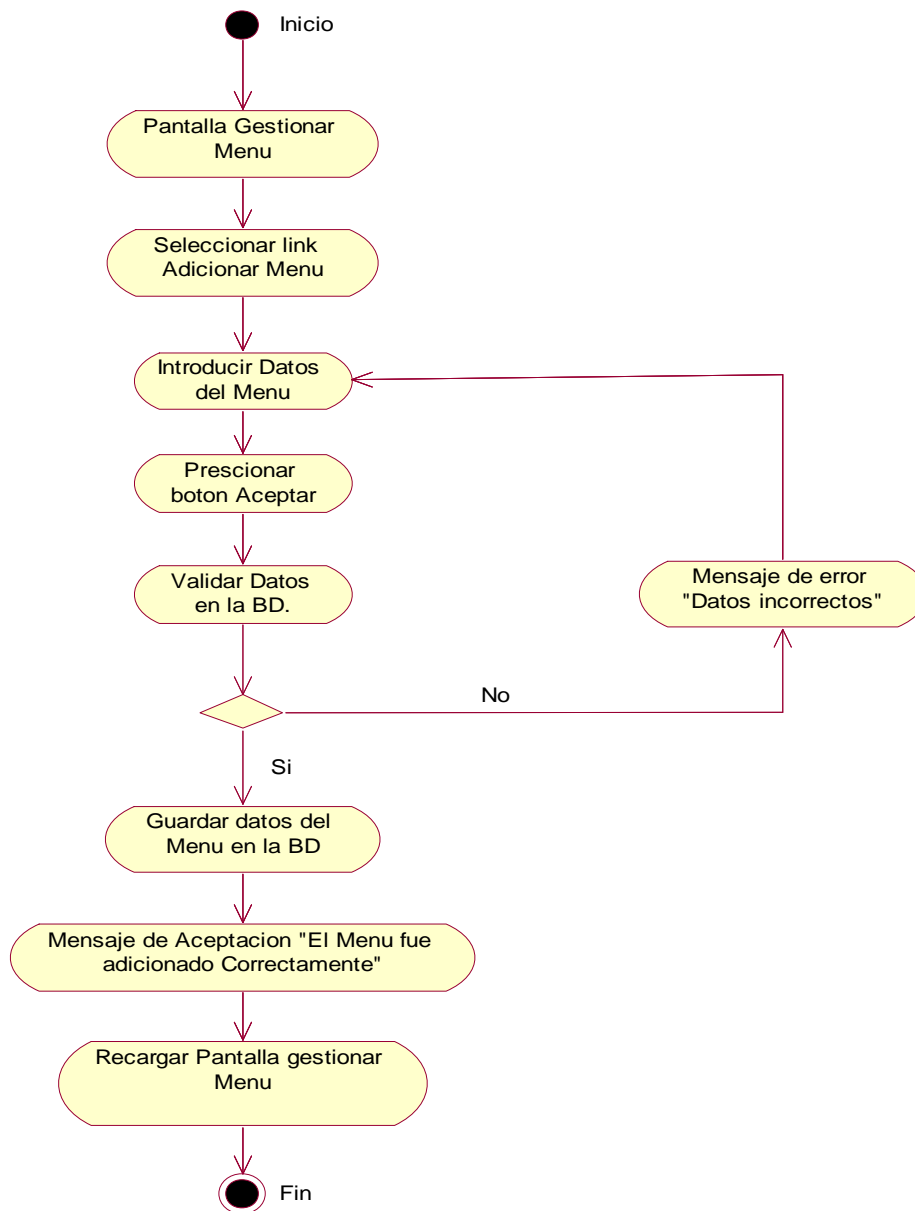 Inicio
Pantalla Gestionar
Menu
Seleccionar link
Adicionar Menu
Introducir Datos
del Menu
Prescionar
boton Aceptar
Validar Datos
en la BD.
Mensaje de error
"Datos incorrectos"
No
Si
Guardar datos del
Menu en la BD
Mensaje de Aceptacion "El Menu fue
adicionado Correctamente"
Recargar Pantalla gestionar
Menu
Fin